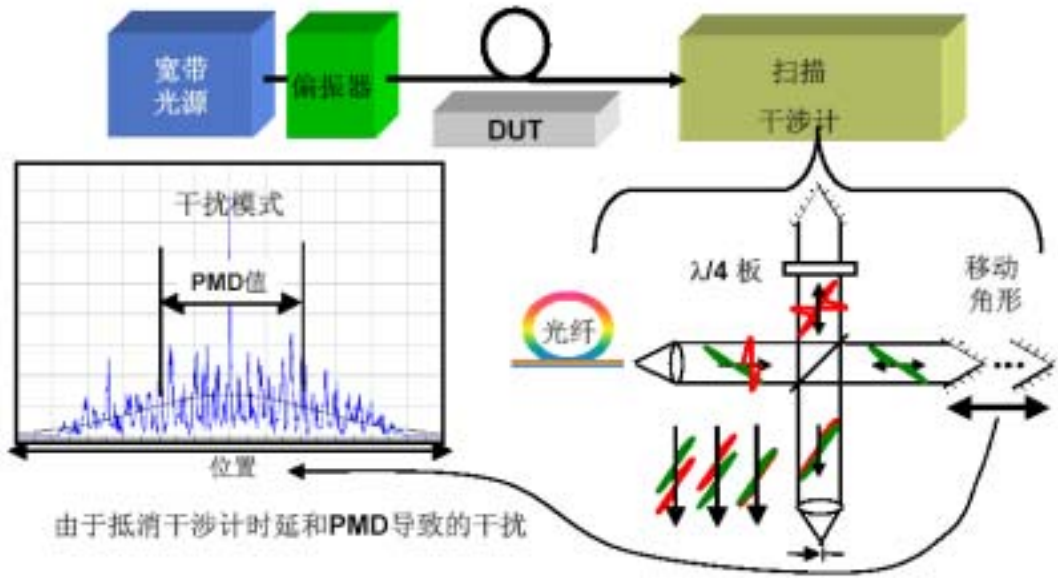 宽带
光源
偏振器
DUT
扫描
干涉计
干扰模式
PMD值
λ/4 板
移动
角形
光纤
位置
由于抵消干涉计时延和PMD导致的干扰